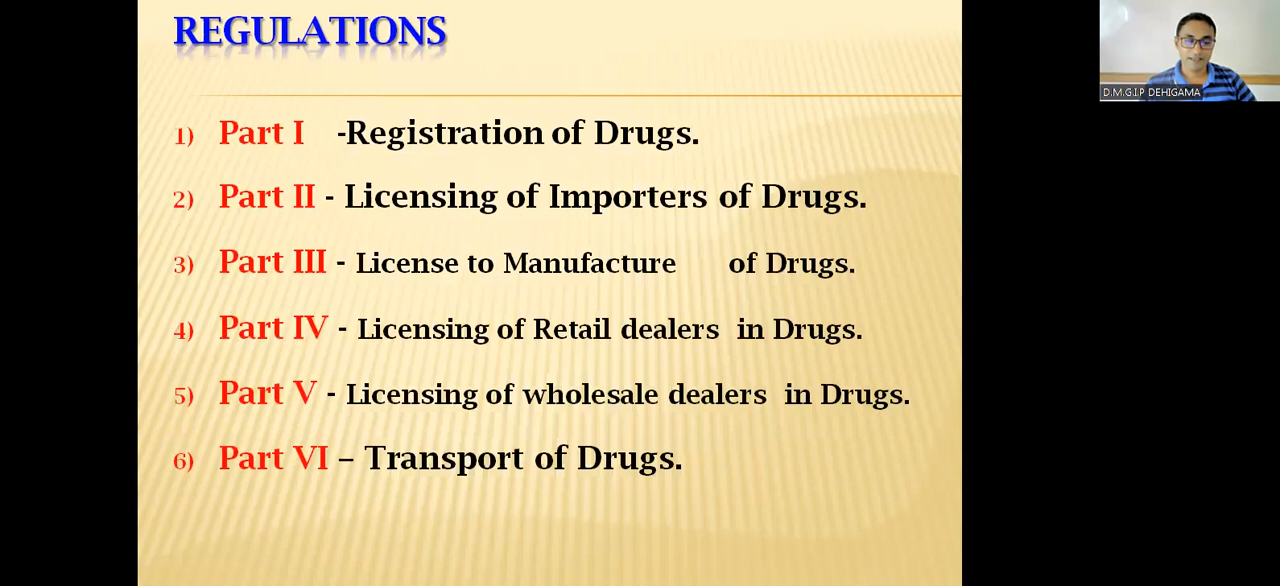 REGULATIONS
1) Part I -Registration of Drugs.
2) Part II - Licensing of Importers of Drugs.
3) Part III - License to Manufacture of Drugs.
4) Part IV - Licensing of Retail dealers in Drugs.
5) Part V - Licensing of wholesale dealers in Drugs.
6) Part VI – Transport of Drugs.
D.M.G.I.P DEHIGAMA